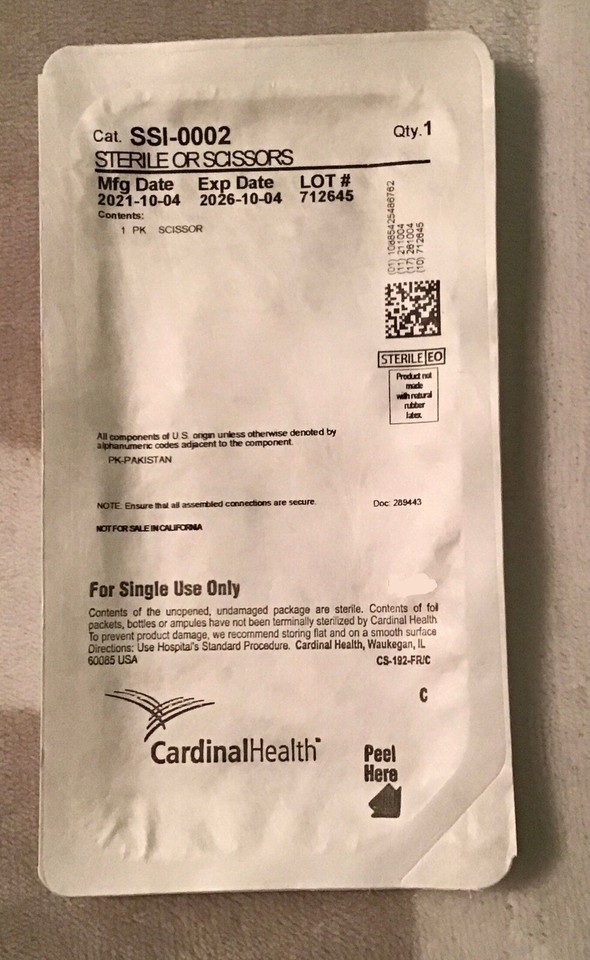 Cat. SSI-0002 Qty.1
STERILE OR SCISSORS
Mfg Date Exp Date LOT #
2021-10-04 2026-10-04 712645
Contents:
1 PK SCISSOR
(01) 10885425486762
(11) 211004
(17) 261004
(10) 712645
STERILE EO
Product not
made
with natural
rubber
latex.
All components of U.S. origin unless otherwise denoted by
alphanumeric codes adjacent to the component.
PK-PAKISTAN
NOTE: Ensure that all assembled connections are secure. Doc: 289443
NOT FOR SALE IN CALIFORNIA
For Single Use Only
Contents of the unopened, undamaged package are sterile. Contents of foil
packets, bottles or ampules have not been terminally sterilized by Cardinal Health
To prevent product damage, we recommend storing flat and on a smooth surface
Directions: Use Hospital's Standard Procedure. Cardinal Health, Waukegan, IL
60085 USA CS-192-FR/C
C
CardinalHealth™
Peel
Here